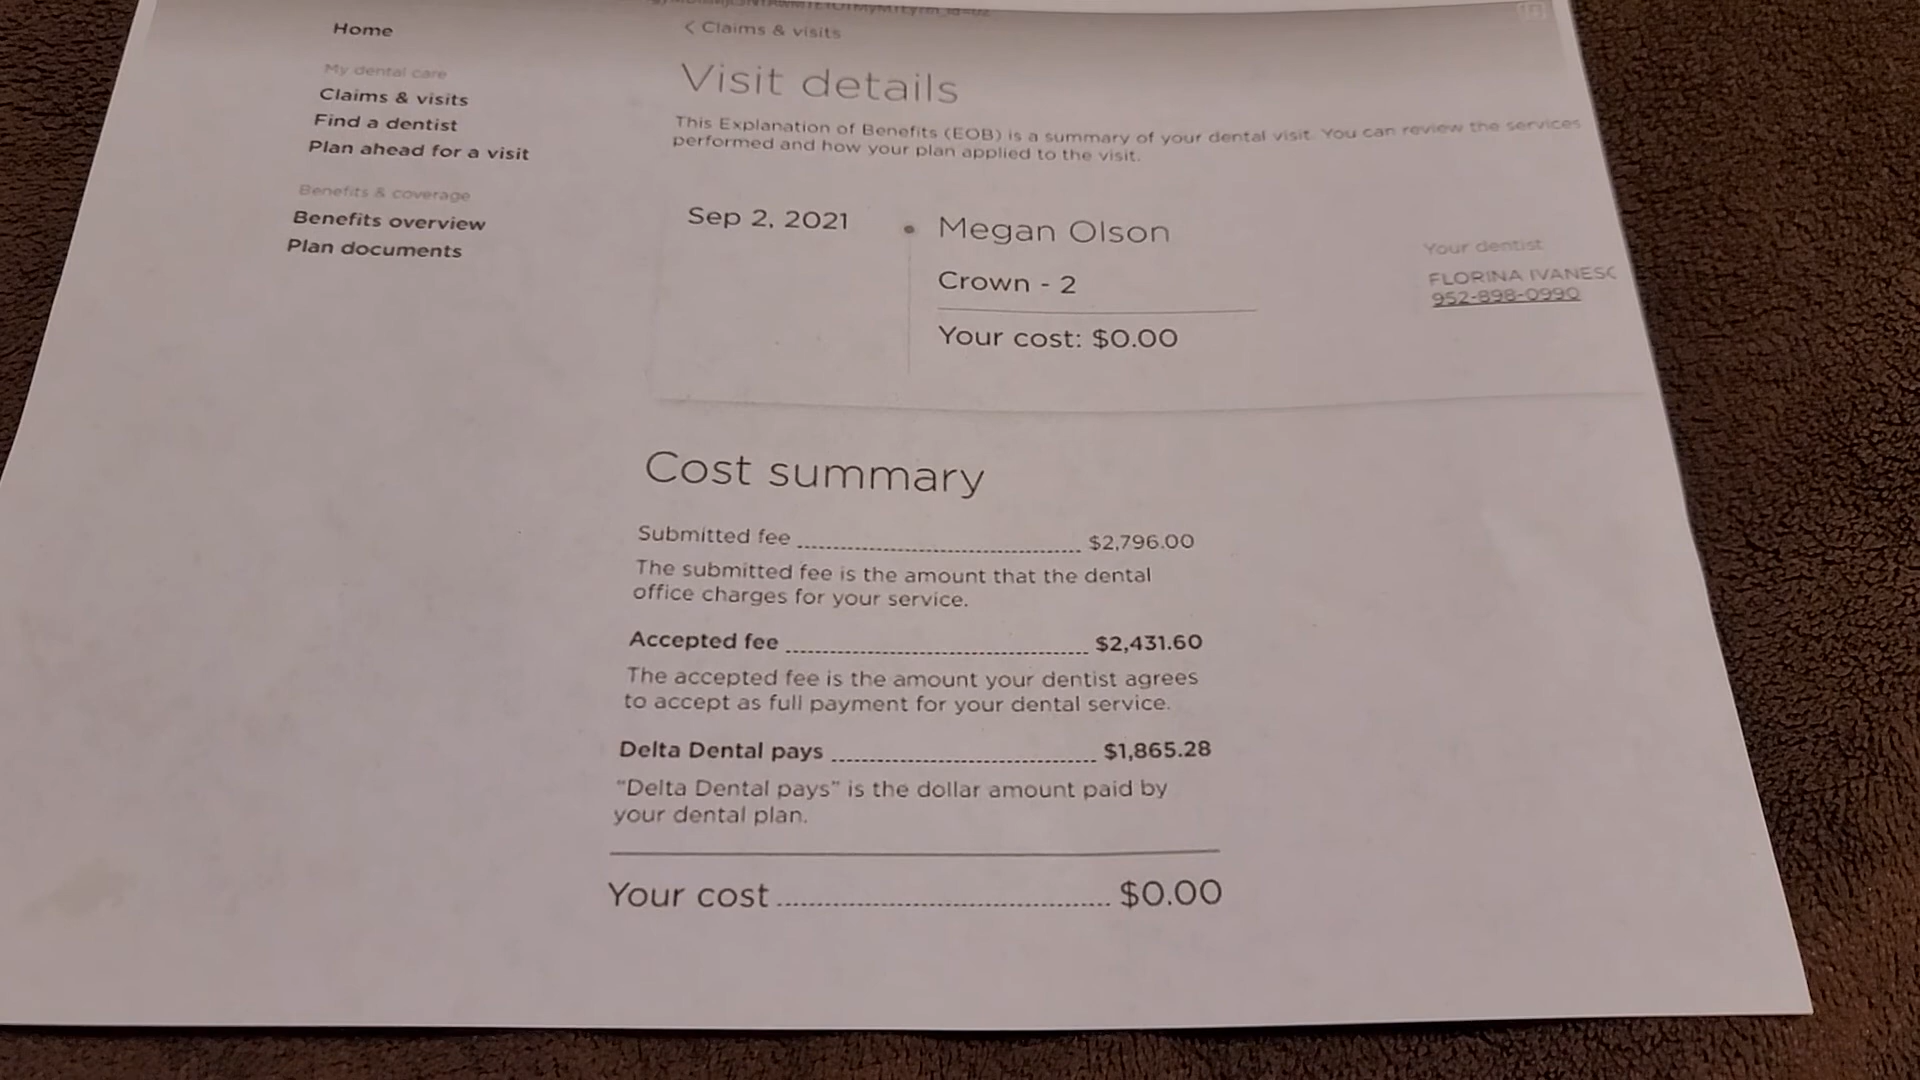 Home
My dental care
Claims & visits
Find a dentist
Plan ahead for a visit
Benefits & coverage
Benefits overview
Plan documents
< Claims & visits
Visit details
This Explanation of Benefits (EOB) is a summary of your dental visit. You can review the services
performed and how your plan applied to the visit.
Sep 2, 2021
Megan Olson
Crown - 2
Your cost: $0.00
Your dentist
FLORINA IVANESC
952-898-0990
Cost summary
Submitted fee $2,796.00
The submitted fee is the amount that the dental
office charges for your service.
Accepted fee $2,431.60
The accepted fee is the amount your dentist agrees
to accept as full payment for your dental service.
Delta Dental pays $1,865.28
"Delta Dental pays" is the dollar amount paid by
your dental plan.
Your cost $0.00